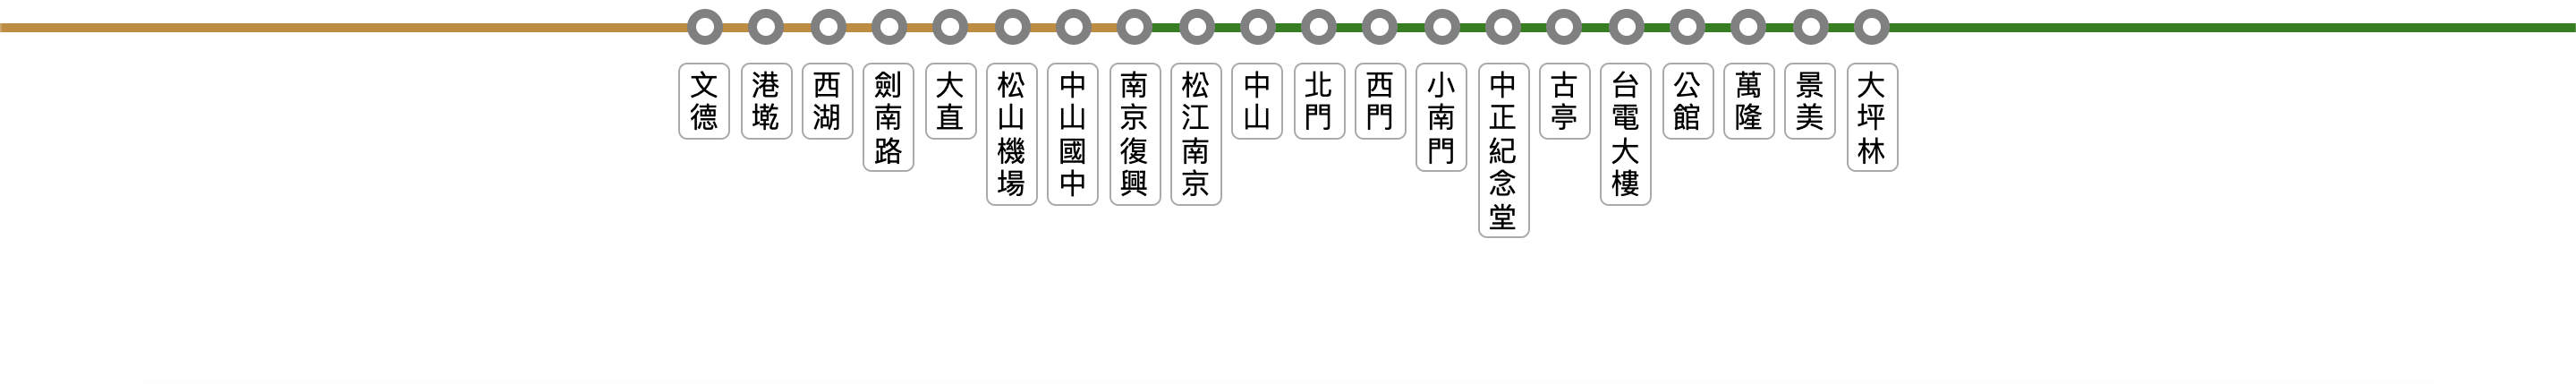 文德
港墘
西湖
劍南路
大直
松山機場
中山國中
南京復興
松江南京
中山
北門
西門
小南門
中正紀念堂
古亭
台電大樓
公館
萬隆
景美
大坪林